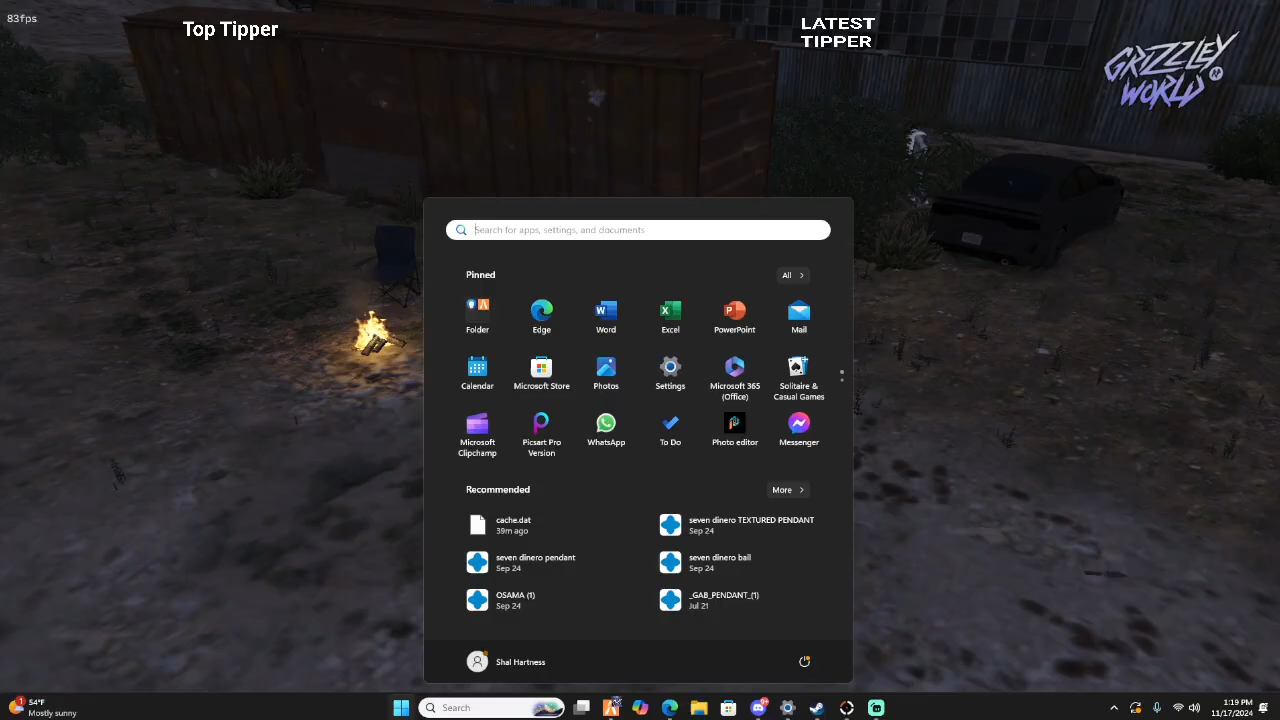 83fps
Top Tipper
LATEST
TIPPER
GRIZZLEY
WORLD
Search for apps, settings, and documents
Pinned
All
Folder
Edge
Word
Excel
PowerPoint
Mail
Calendar
Microsoft Store
Photos
Settings
Microsoft 365
(Office)
Solitaire &
Casual Games
Microsoft
Clipchamp
Picsart Pro
Version
WhatsApp
To Do
Photo editor
Messenger
Recommended
More
cache.dat
39m ago
seven dinero TEXTURED PENDANT
Sep 24
seven dinero pendant
Sep 24
seven dinero ball
Sep 24
OSAMA (1)
Sep 24
_GAB_PENDANT_(1)
Jul 21
Shal Hartness
1
54°F
Mostly sunny
Search
1:19 PM
11/17/2024